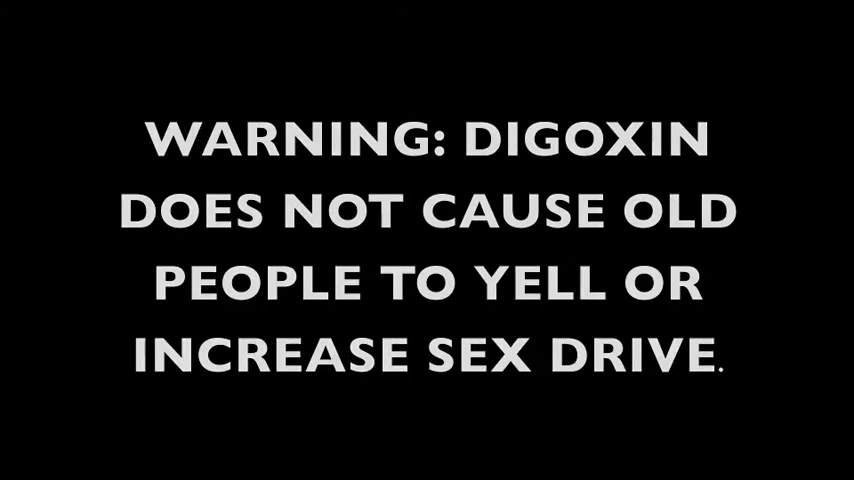 WARNING: DIGOXIN
DOES NOT CAUSE OLD
PEOPLE TO YELL OR
INCREASE SEX DRIVE.